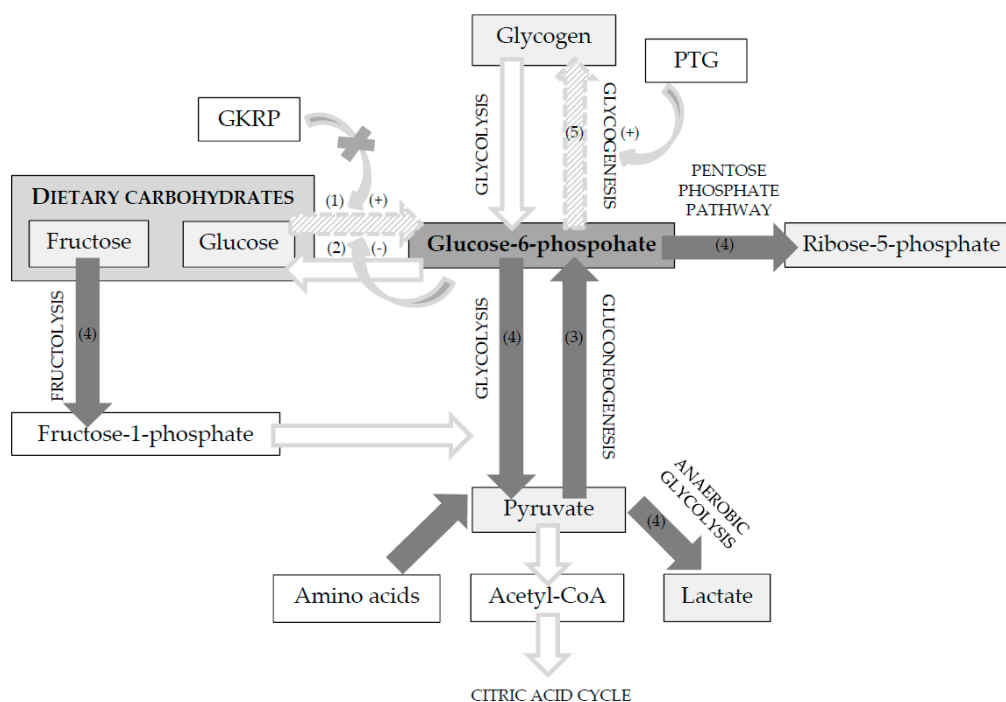 Glycogen
PTG
GKRP
GLYCOLYSIS
(5)
GLYCOGENESIS
(+)
DIETARY CARBOHYDRATES
(1)
(+)
PENTOSE
PHOSPHATE
PATHWAY
Fructose
Glucose
(2)
(-)
Glucose-6-phospohate
(4)
Ribose-5-phosphate
FRUCTOLYSIS
(4)
GLYCOLYSIS
(4)
(3)
GLUCONEOGENESIS
Fructose-1-phosphate
ANAEROBIC
GLYCOLYSIS
Pyruvate
(4)
Amino acids
Acetyl-CoA
Lactate
CITRIC ACID CYCLE